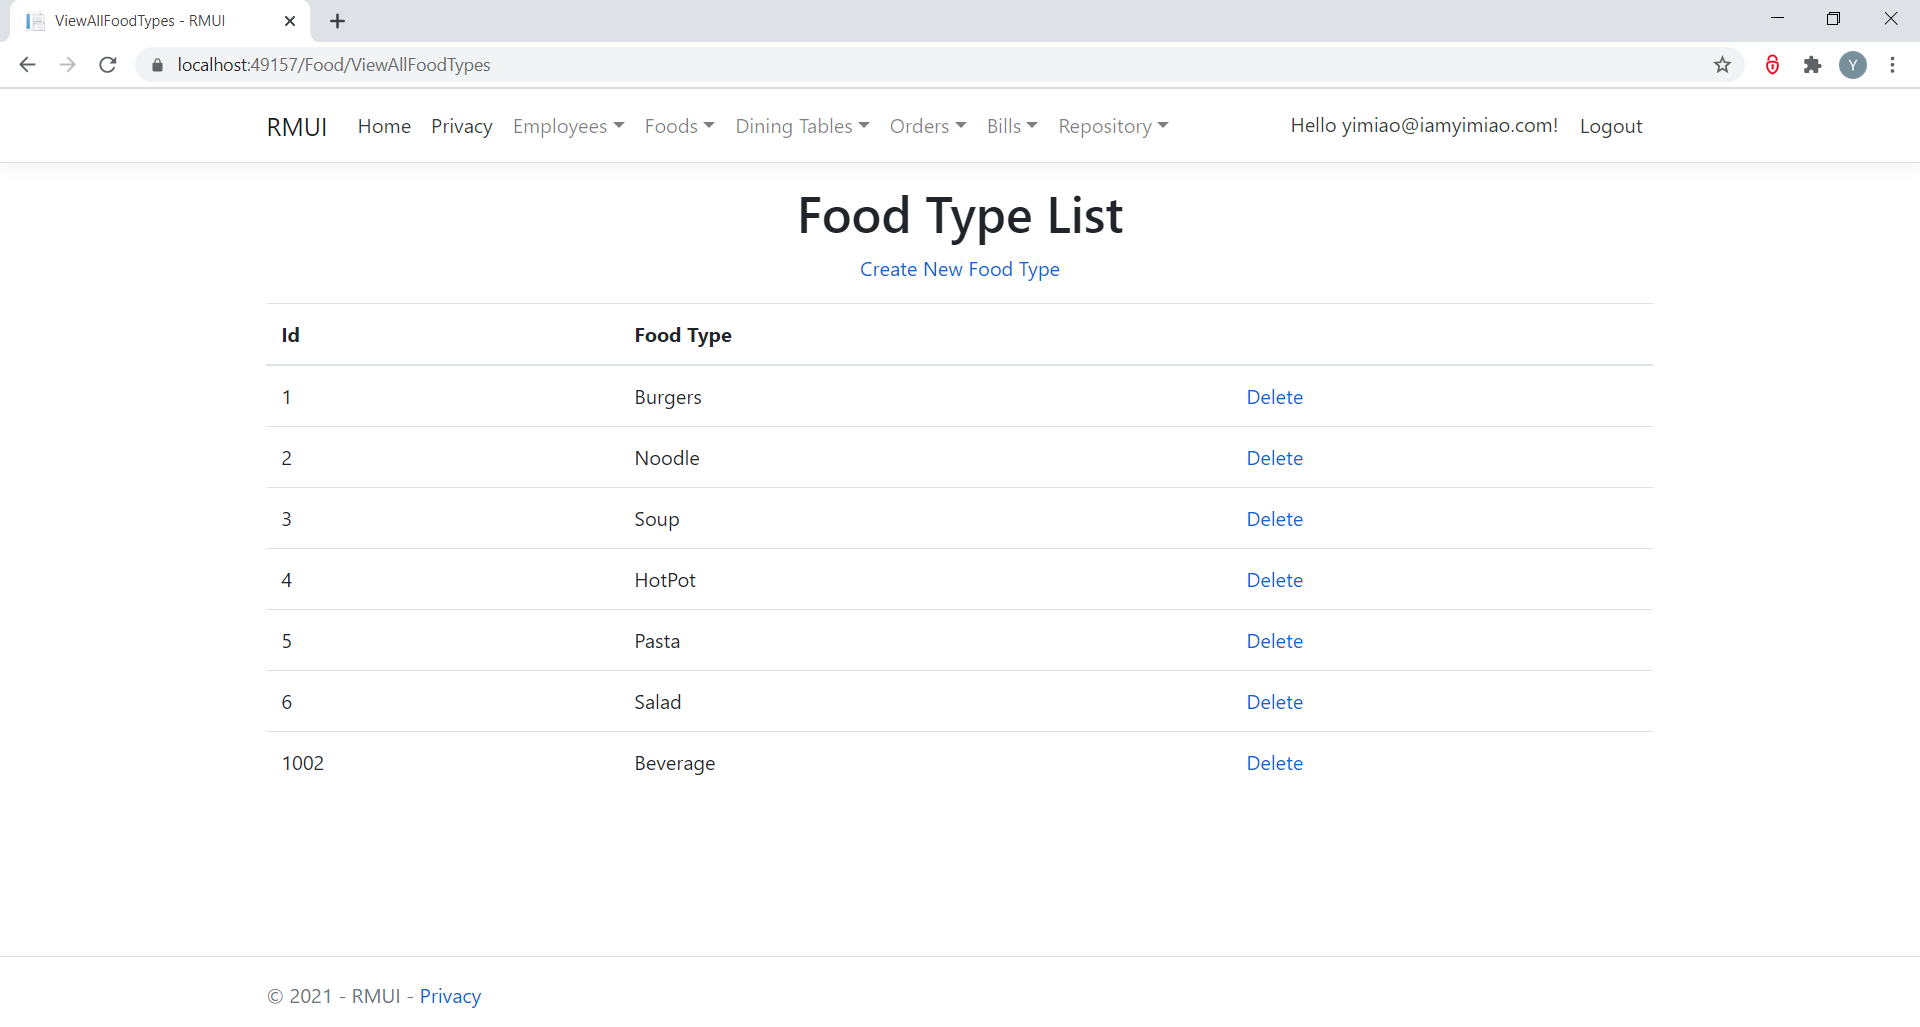 ViewAllFoodTypes - RMUI
localhost:49157/Food/ViewAllFoodTypes
Y
RMUI Home Privacy Employees Foods Dining Tables Orders Bills Repository Hello yimiao@iamyimiao.com! Logout
Food Type List
Create New Food Type
Id Food Type
1 Burgers Delete
2 Noodle Delete
3 Soup Delete
4 HotPot Delete
5 Pasta Delete
6 Salad Delete
1002 Beverage Delete
© 2021 - RMUI - Privacy